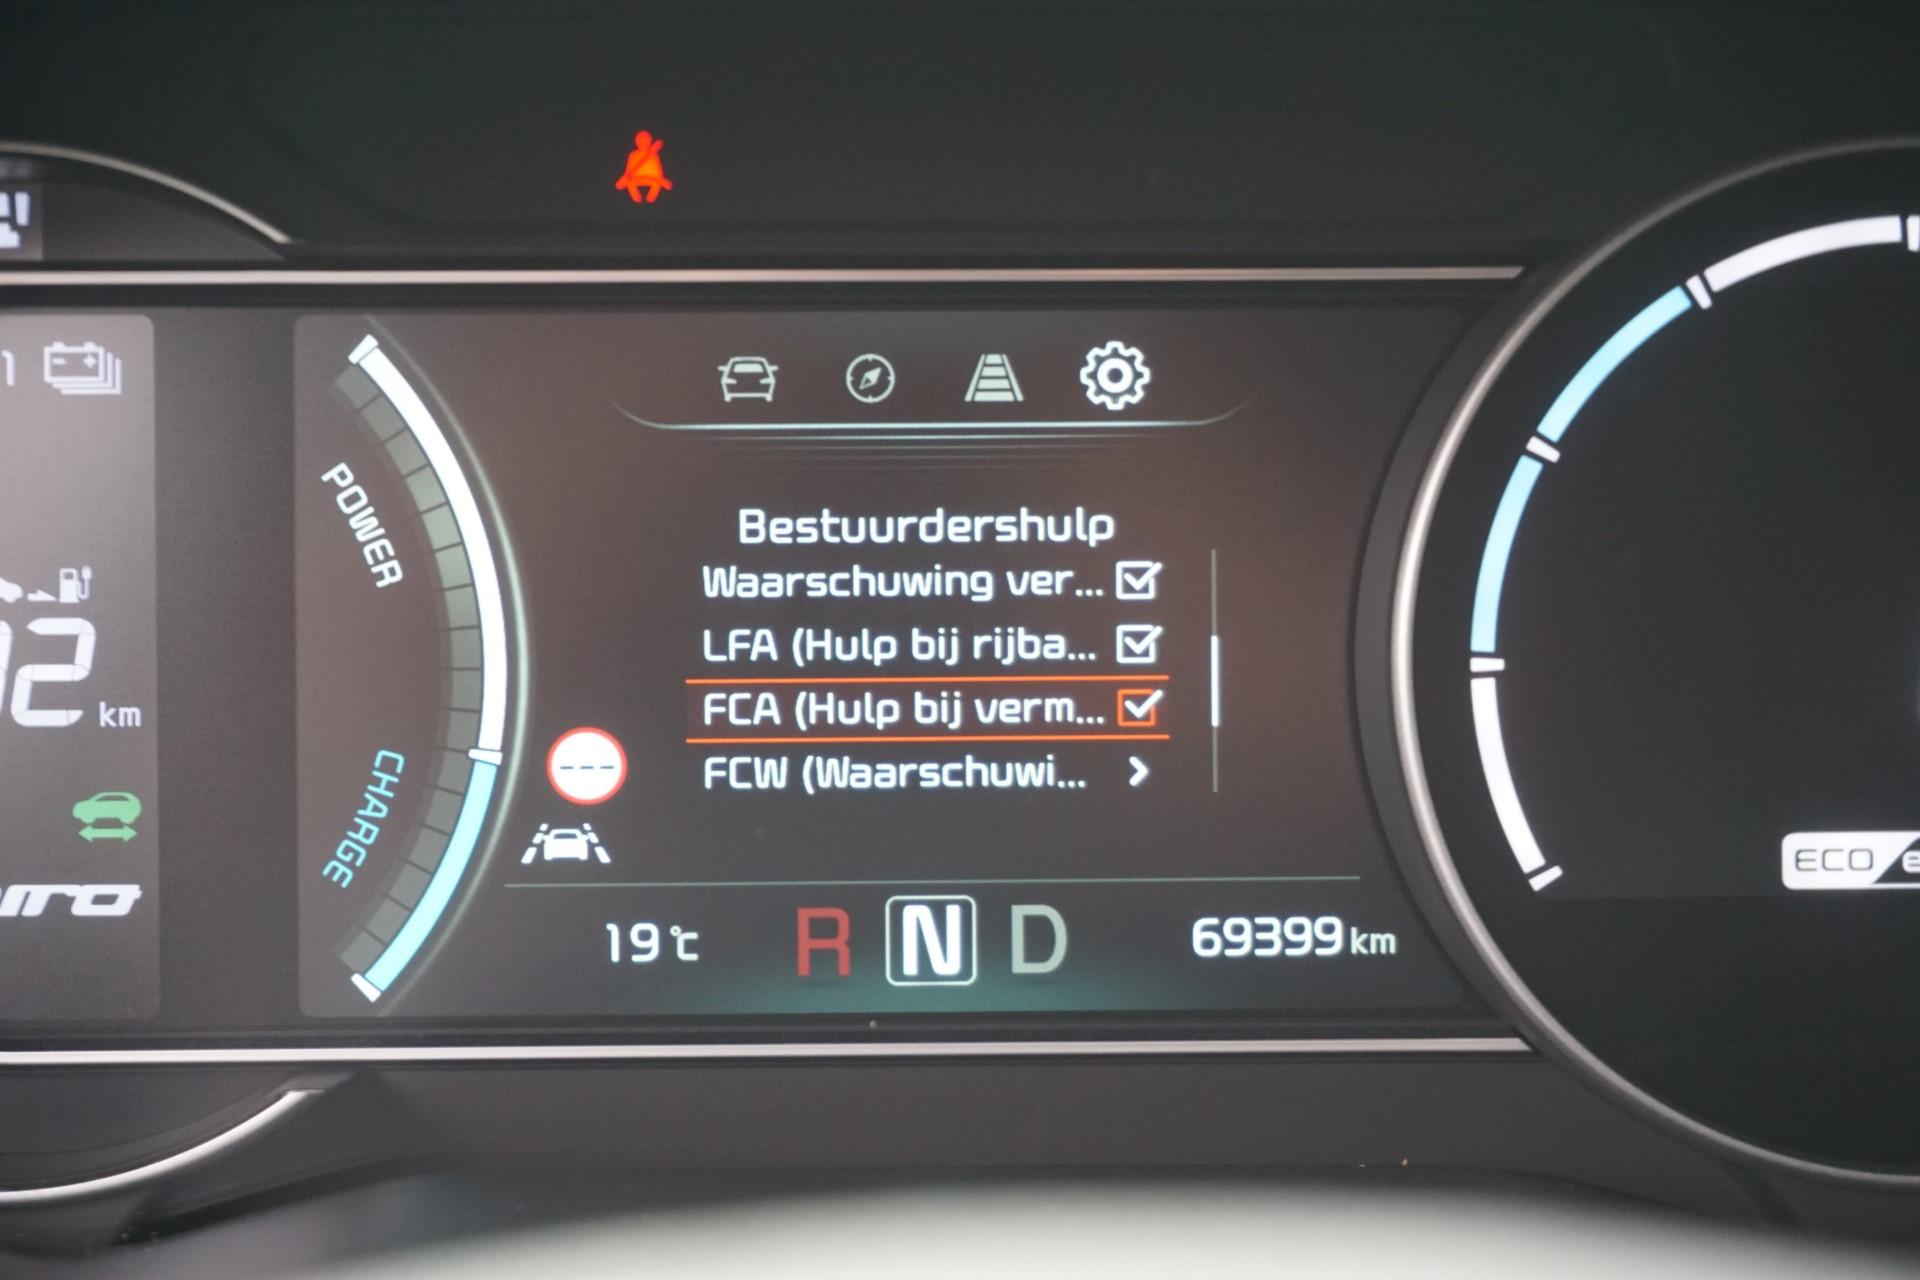 POWER
CHARGE
km
Bestuurdershulp
Waarschuwing ver...
LFA (Hulp bij rijba...
FCA (Hulp bij verm...
FCW (Waarschuwi...
---
19℃
R N D
69399 km
ECO